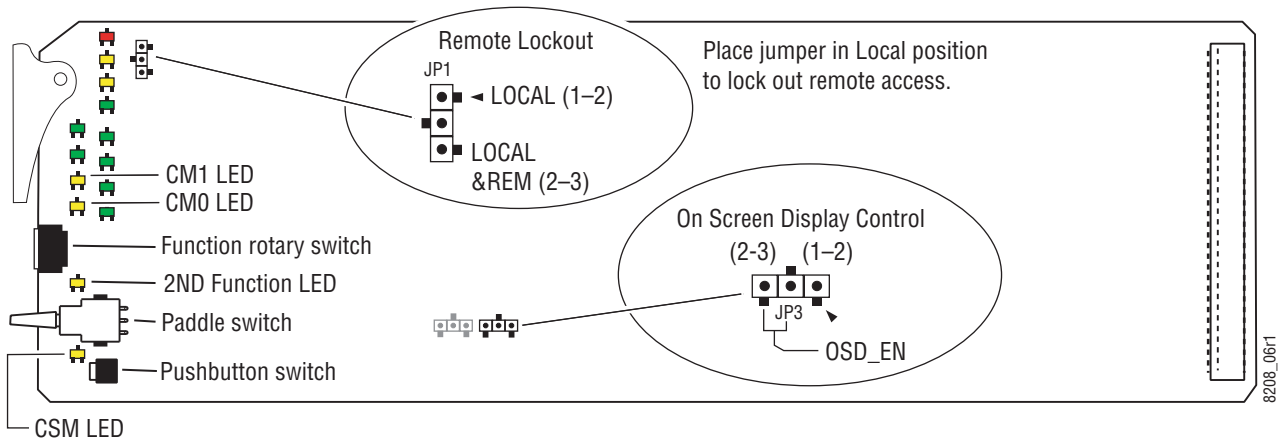 Remote Lockout
JP1
LOCAL (1–2)
LOCAL
&REM (2–3)
Place jumper in Local position
to lock out remote access.
CM1 LED
CM0 LED
Function rotary switch
2ND Function LED
Paddle switch
Pushbutton switch
CSM LED
On Screen Display Control
(2-3) (1–2)
JP3
OSD_EN
8208_06r1